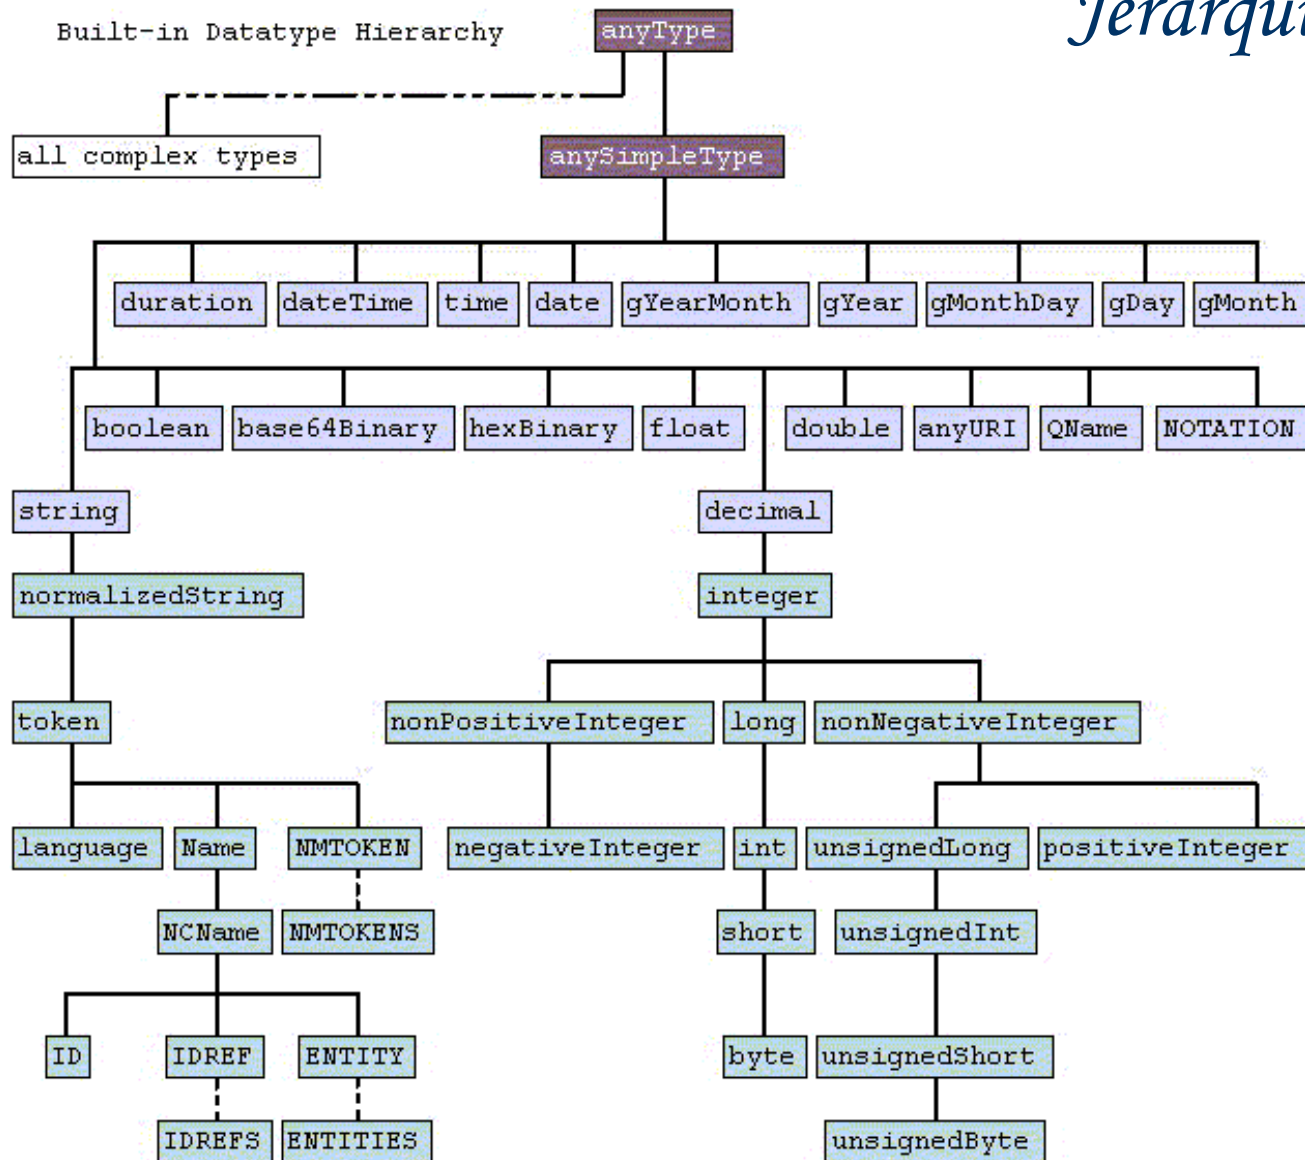 Jerarquí
Built-in Datatype Hierarchy
anyType
all complex types
anySimpleType
duration dateTime time date gYearMonth gYear gMonthDay gDay gMonth
boolean base64Binary hexBinary float double anyURI QName NOTATION
string decimal
normalizedString integer
token nonPositiveInteger long nonNegativeInteger
language Name NMTOKEN negativeInteger int unsignedLong positiveInteger
NCName NMTOKENS short unsignedInt
ID IDREF ENTITY byte unsignedShort
IDREFS ENTITIES unsignedByte